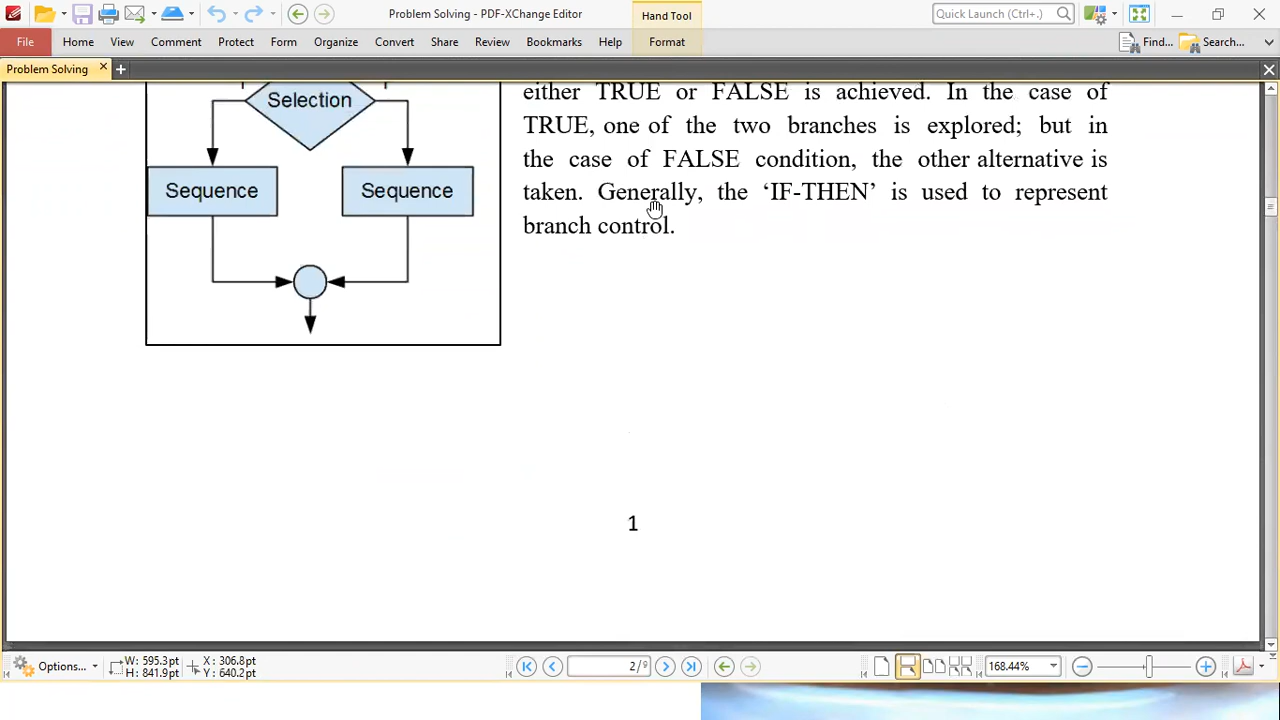 Problem Solving - PDF-XChange Editor
Hand Tool
Quick Launch (Ctrl+.)
File Home View Comment Protect Form Organize Convert Share Review Bookmarks Help Format Find... Search...
Problem Solving
Selection
Sequence
Sequence
either TRUE or FALSE is achieved. In the case of
TRUE, one of the two branches is explored; but in
the case of FALSE condition, the other alternative is
taken. Generally, the ‘IF-THEN’ is used to represent
branch control.
1
Options...
W: 595.3pt
H: 841.9pt
X: 306.8pt
Y: 640.2pt
2/9
168.44%